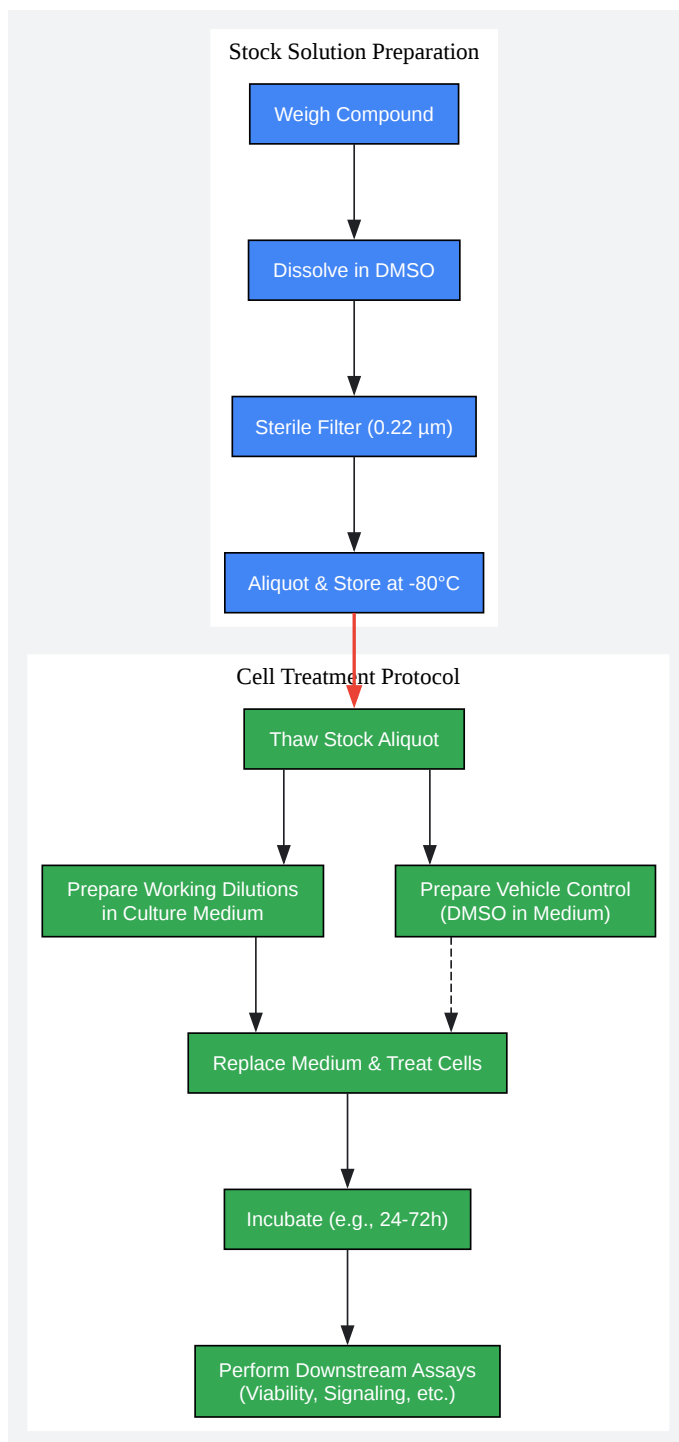 Stock Solution Preparation
Weigh Compound
Dissolve in DMSO
Sterile Filter (0.22 µm)
Aliquot & Store at -80°C
Cell Treatment Protocol
Thaw Stock Aliquot
Prepare Working Dilutions
in Culture Medium
Prepare Vehicle Control
(DMSO in Medium)
Replace Medium & Treat Cells
Incubate (e.g., 24-72h)
Perform Downstream Assays
(Viability, Signaling, etc.)